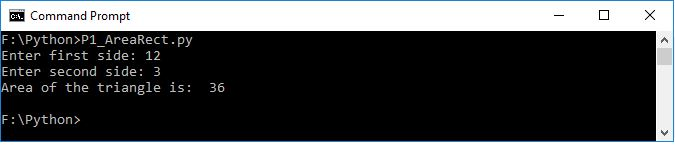 Command Prompt
F:\Python>P1_AreaRect.py
Enter first side: 12
Enter second side: 3
Area of the triangle is:  36
F:\Python>